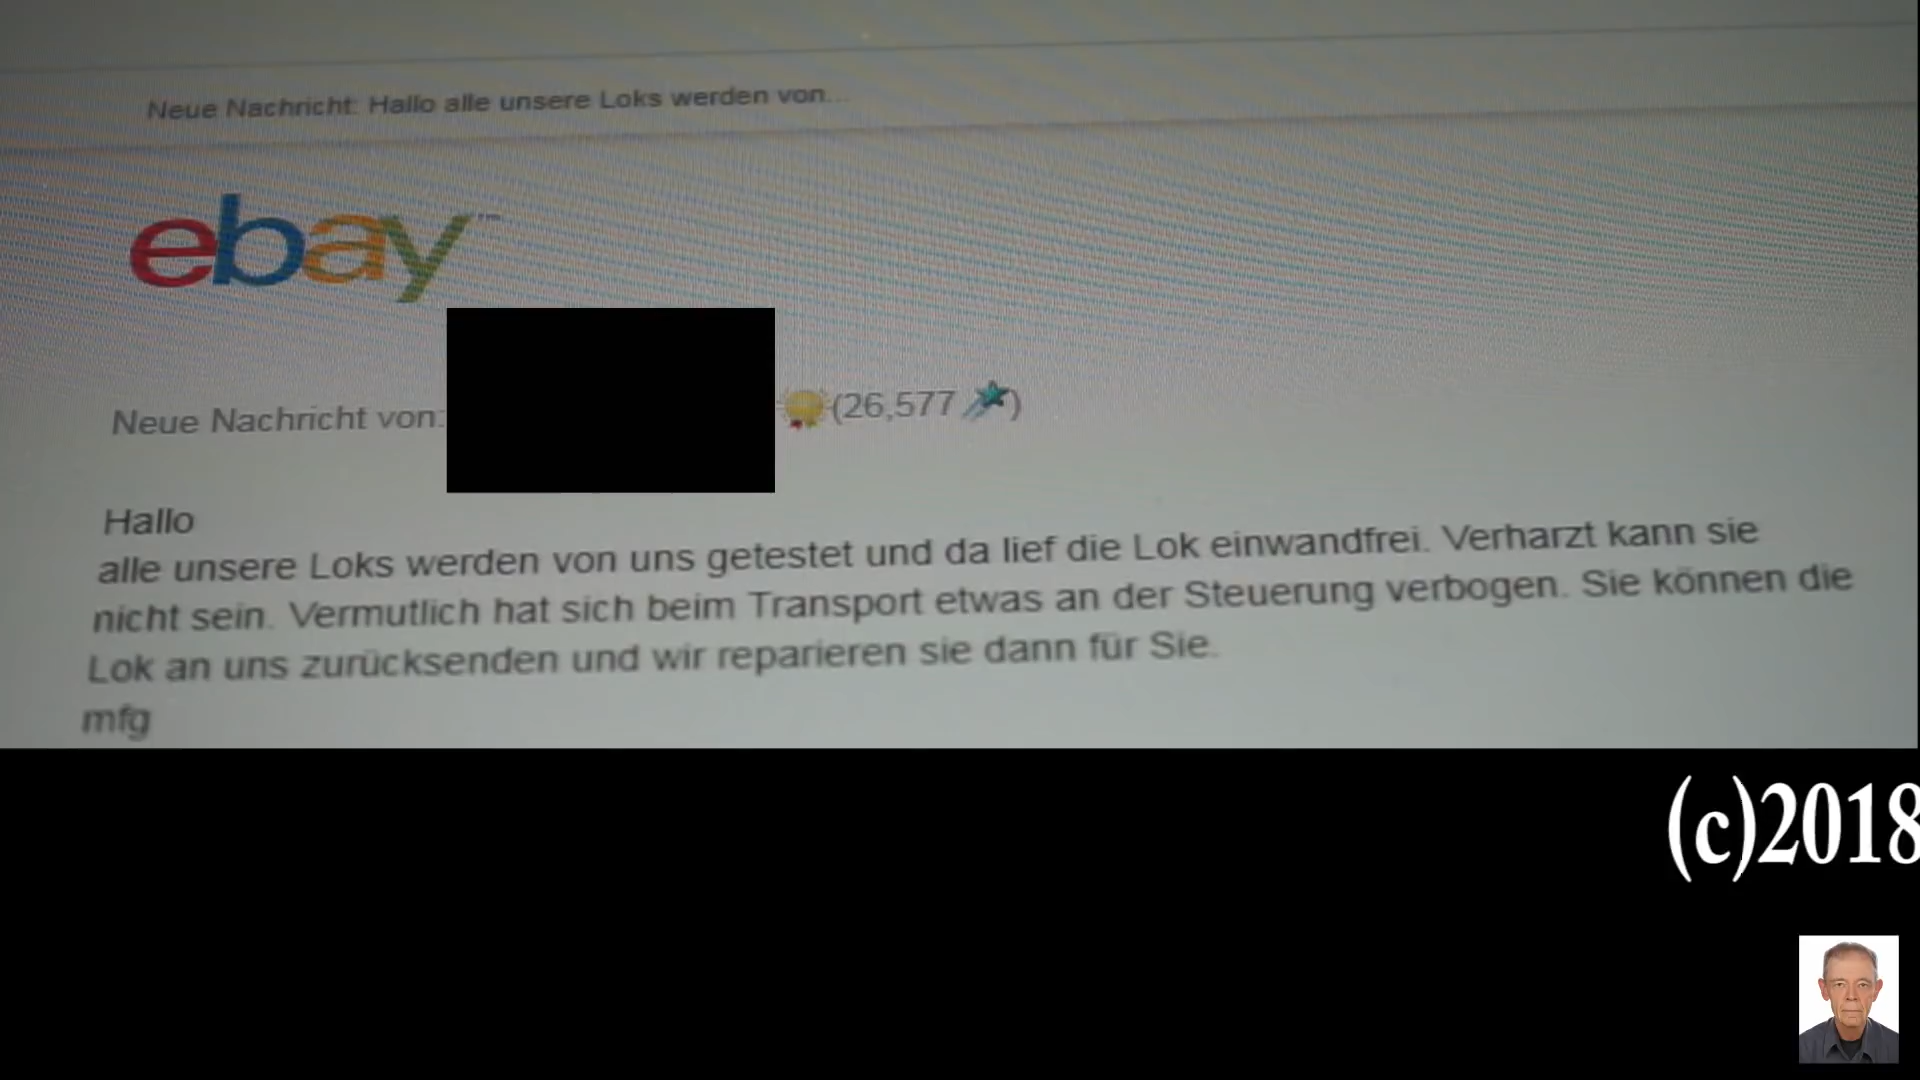 Neue Nachricht: Hallo alle unsere Loks werden von...
ebay™
Neue Nachricht von: (26,577 )
Hallo
alle unsere Loks werden von uns getestet und da lief die Lok einwandfrei. Verharzt kann sie
nicht sein. Vermutlich hat sich beim Transport etwas an der Steuerung verbogen. Sie können die
Lok an uns zurücksenden und wir reparieren sie dann für Sie.
mfg
(c)2018